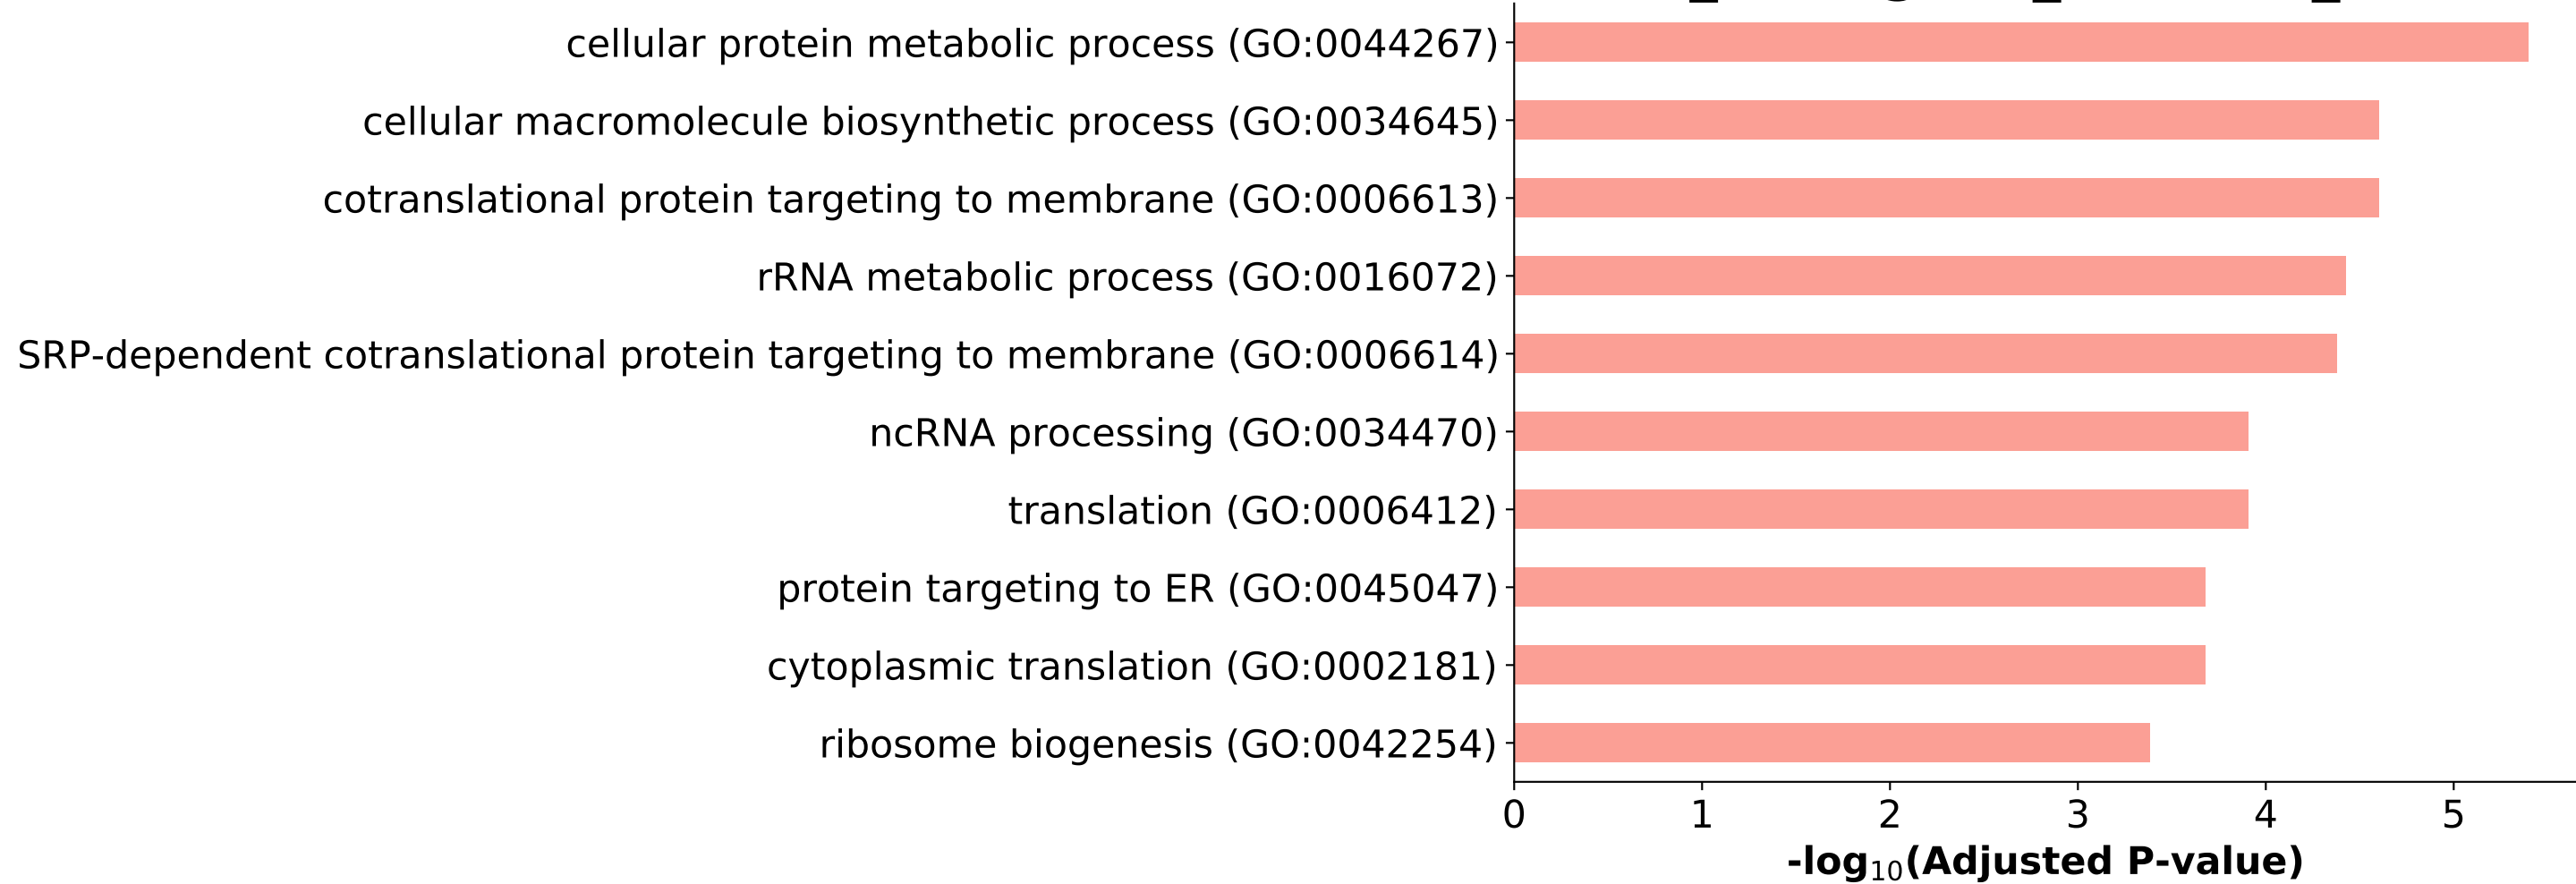 cellular protein metabolic process (GO:0044267)
cellular macromolecule biosynthetic process (GO:0034645)
cotranslational protein targeting to membrane (GO:0006613)
rRNA metabolic process (GO:0016072)
SRP-dependent cotranslational protein targeting to membrane (GO:0006614)
ncRNA processing (GO:0034470)
translation (GO:0006412)
protein targeting to ER (GO:0045047)
cytoplasmic translation (GO:0002181)
ribosome biogenesis (GO:0042254)
0 1 2 3 4 5
-log₁₀(Adjusted P-value)